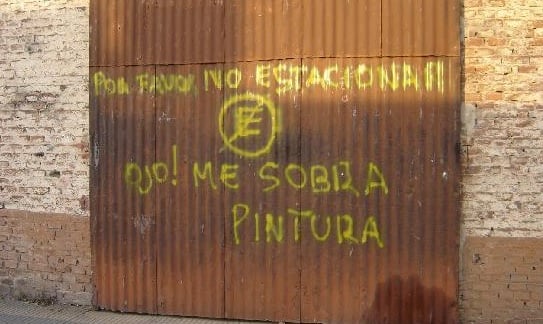 POR FAVOR, NO ESTACIONAR
E
OJO! ME SOBRA
PINTURA